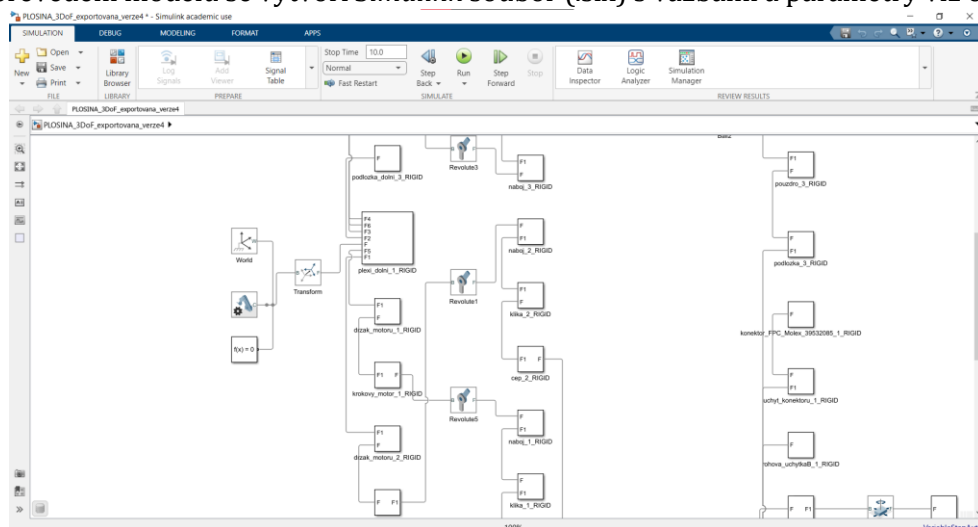 PLOSINA_3DoF_exportovana_verze4 * - Simulink academic use
SIMULATION DEBUG MODELING FORMAT APPS
New
Open
Save
Print
FILE
Library Browser
LIBRARY
Log Signals
Add Viewer
Signal Table
PREPARE
Stop Time 10.0
Normal
Fast Restart
Step Back
Run
Step Forward
Stop
SIMULATE
Data Inspector
Logic Analyzer
Simulation Manager
REVIEW RESULTS
PLOSINA_3DoF_exportovana_verze4
PLOSINA_3DoF_exportovana_verze4
F
podlozka_dolni_3_RIGID
Revolute3
F1
F
naboj_3_RIGID
F1
pouzdro_3_RIGID
World
F4
F6
F3
F2
F
F5
F1
plexi_dolni_1_RIGID
Transform
F
F1
naboj_2_RIGID
F
F1
podlozka_3_RIGID
Revolute1
f(x) = 0
F1
F
drzak_motoru_1_RIGID
F1
F
klika_2_RIGID
F
konektor_FPC_Molex_39532085_1_RIGID
F1 F
krokovy_motor_1_RIGID
F1 F
cep_2_RIGID
F
F1
uchyt_konektoru_1_RIGID
Revolute5
F1
F
naboj_1_RIGID
F1
F
drzak_motoru_2_RIGID
F
rohova_uchytkaB_1_RIGID
F
F1
klika_1_RIGID
F F1
F F1
F
100%